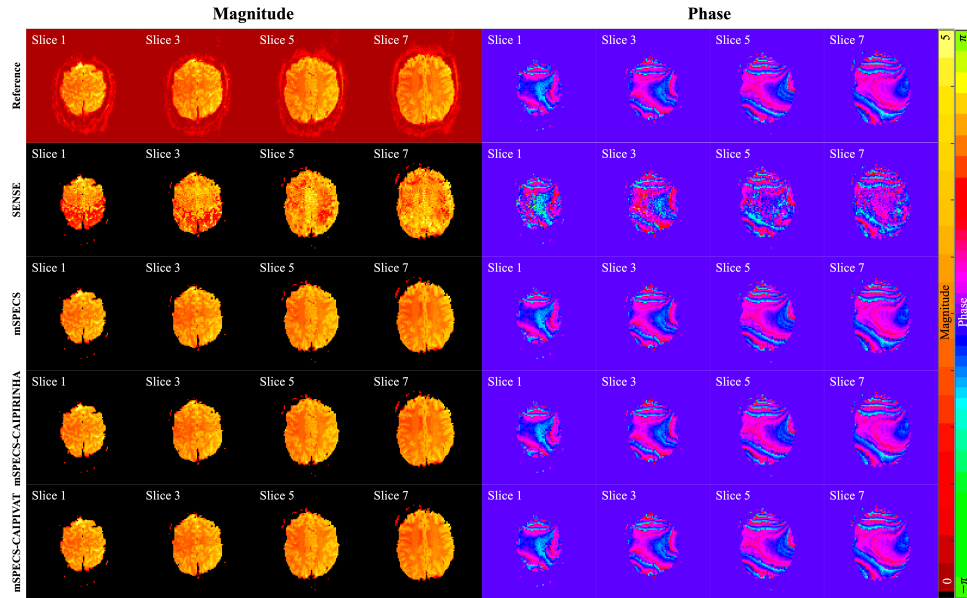 Magnitude Phase
Reference
Slice 1 Slice 3 Slice 5 Slice 7 Slice 1 Slice 3 Slice 5 Slice 7
SENSE
Slice 1 Slice 3 Slice 5 Slice 7 Slice 1 Slice 3 Slice 5 Slice 7
mSPECS
Slice 1 Slice 3 Slice 5 Slice 7 Slice 1 Slice 3 Slice 5 Slice 7
mSPECS-CAIPIRINHA
Slice 1 Slice 3 Slice 5 Slice 7 Slice 1 Slice 3 Slice 5 Slice 7
mSPECS-CAIPIVAT
Slice 1 Slice 3 Slice 5 Slice 7 Slice 1 Slice 3 Slice 5 Slice 7
5
Magnitude
0
π
Phase
−π